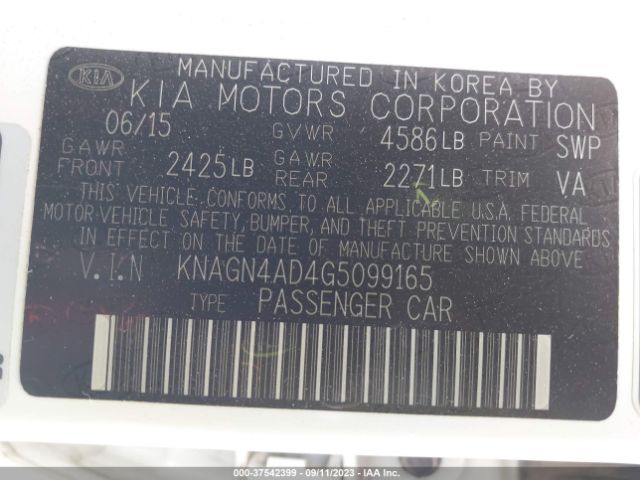 KIA
MANUFACTURED IN KOREA BY
KIA MOTORS CORPORATION
06/15 GVWR 4586LB PAINT SWP
GAWR FRONT 2425LB GAWR REAR 2271LB TRIM VA
THIS VEHICLE CONFORMS TO ALL APPLICABLE U.S.A. FEDERAL
MOTOR-VEHICLE SAFETY, BUMPER, AND THEFT PREVENTION STANDARDS
IN EFFECT ON THE DATE OF MANUFACTURE SHOWN ABOVE
V.I.N KNAGN4AD4G5099165
TYPE PASSENGER CAR
000-37542399 - 09/11/2023 - IAA Inc.